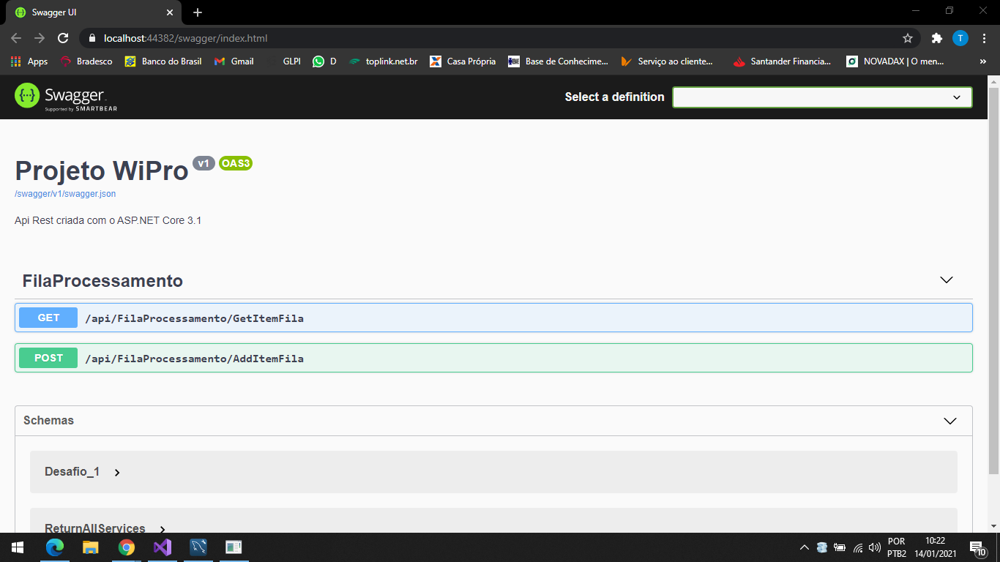 Swagger UI
localhost:44382/swagger/index.html
T
Apps Bradesco Banco do Brasil Gmail GLPI D toplink.net.br Casa Própria Base de Conhecime... Serviço ao cliente... Santander Financia... NOVADAX | O men... »
Swagger
Supported by SMARTBEAR
Select a definition
Projeto WiPro v1 OAS3
/swagger/v1/swagger.json
Api Rest criada com o ASP.NET Core 3.1
FilaProcessamento
GET /api/FilaProcessamento/GetItemFila
POST /api/FilaProcessamento/AddItemFila
Schemas
Desafio_1
ReturnAllServices
POR
PTB2
10:22
14/01/2021
10